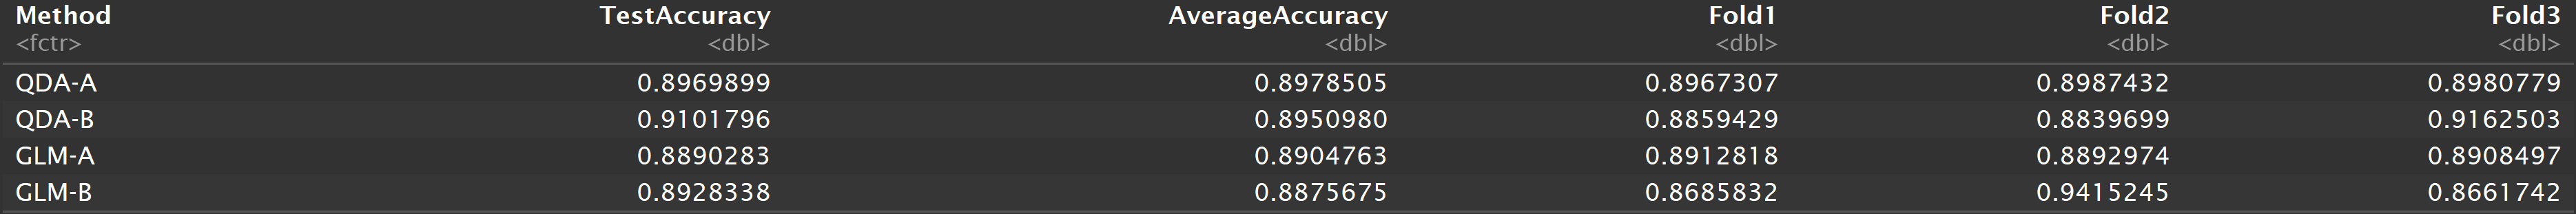 Method TestAccuracy AverageAccuracy Fold1 Fold2 Fold3
<fctr> <dbl> <dbl> <dbl> <dbl> <dbl>
QDA-A 0.8969899 0.8978505 0.8967307 0.8987432 0.8980779
QDA-B 0.9101796 0.8950980 0.8859429 0.8839699 0.9162503
GLM-A 0.8890283 0.8904763 0.8912818 0.8892974 0.8908497
GLM-B 0.8928338 0.8875675 0.8685832 0.9415245 0.8661742